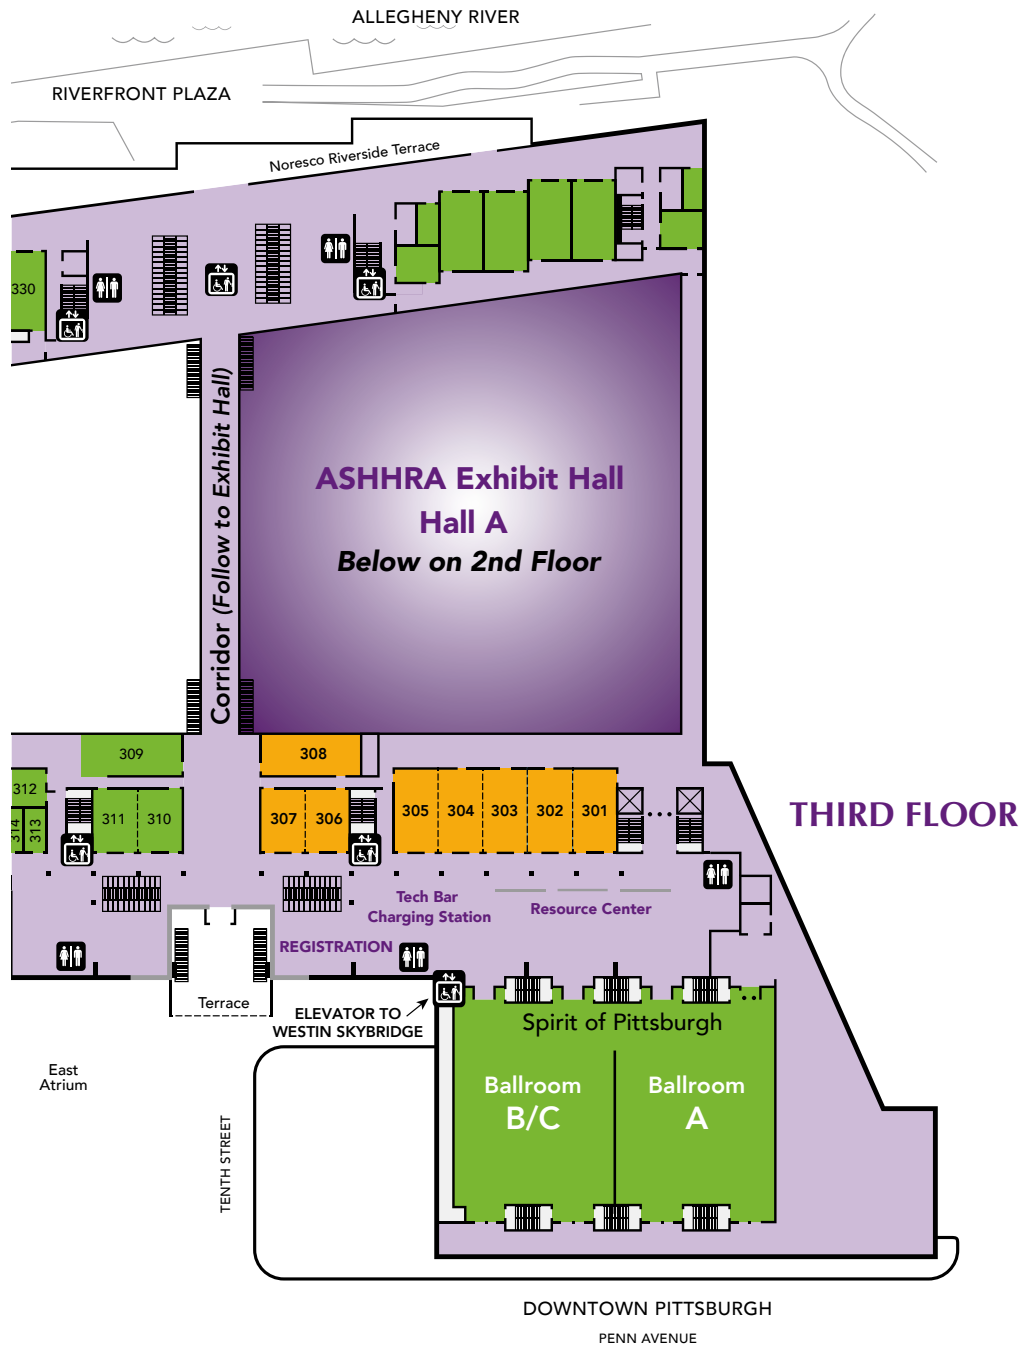 ALLEGHENY RIVER
RIVERFRONT PLAZA
Noresco Riverside Terrace
330
Corridor (Follow to Exhibit Hall)
ASHHRA Exhibit Hall
Hall A
Below on 2nd Floor
309
308
312
311
310
307
306
305
304
303
302
301
314
313
THIRD FLOOR
Tech Bar
Charging Station
Resource Center
REGISTRATION
Terrace
ELEVATOR TO
WESTIN SKYBRIDGE
Spirit of Pittsburgh
East
Atrium
Ballroom
B/C
Ballroom
A
TENTH STREET
DOWNTOWN PITTSBURGH
PENN AVENUE